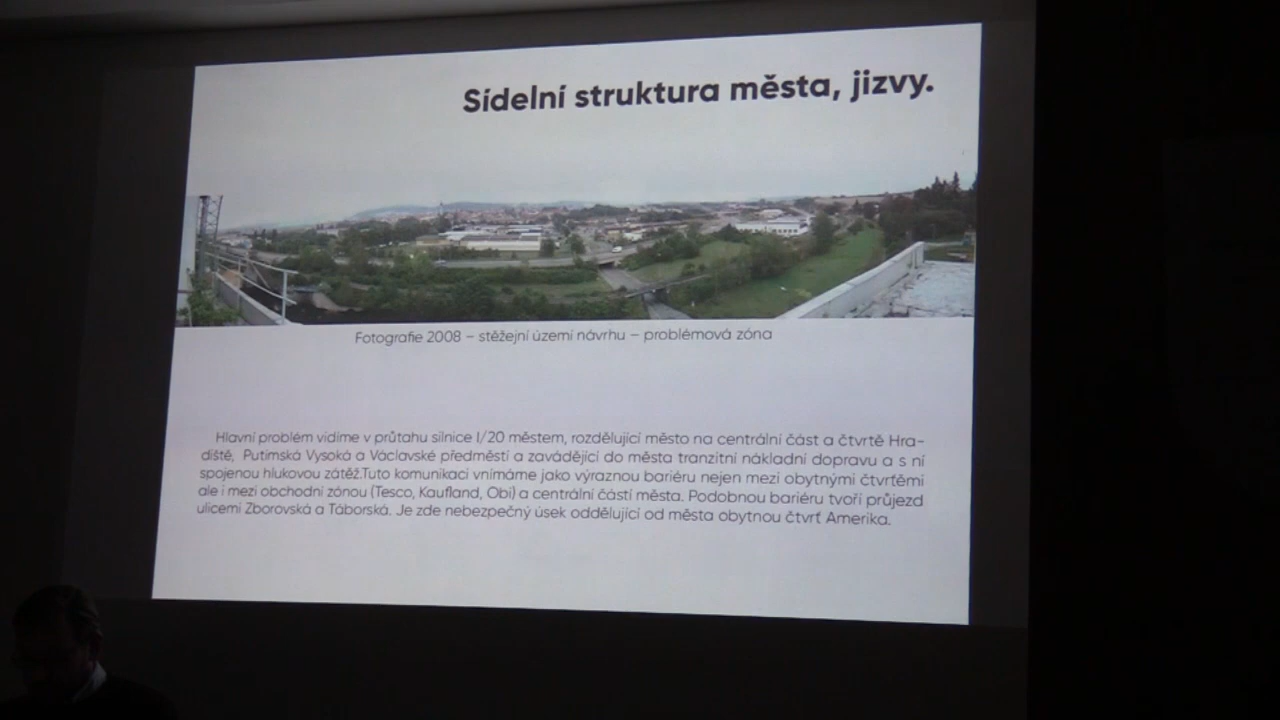 Sídelní struktura města, jizvy.
Fotografie 2008 – stěžejní území návrhu – problémová zóna
Hlavní problém vidíme v průtahu silnice I/20 městem, rozdělující město na centrální část a čtvrtě Hra-
diště, Putimská Vysoká a Václavské předměstí a zavádějící do města tranzitní nákladní dopravu a s ní
spojenou hlukovou zátěž.Tuto komunikaci vnímáme jako výraznou bariéru nejen mezi obytnými čtvrtěmi
ale i mezi obchodní zónou (Tesco, Kaufland, Obi) a centrální částí města. Podobnou bariéru tvoří průjezd
ulicemi Zborovská a Táborská. Je zde nebezpečný úsek oddělující od města obytnou čtvrť Amerika.